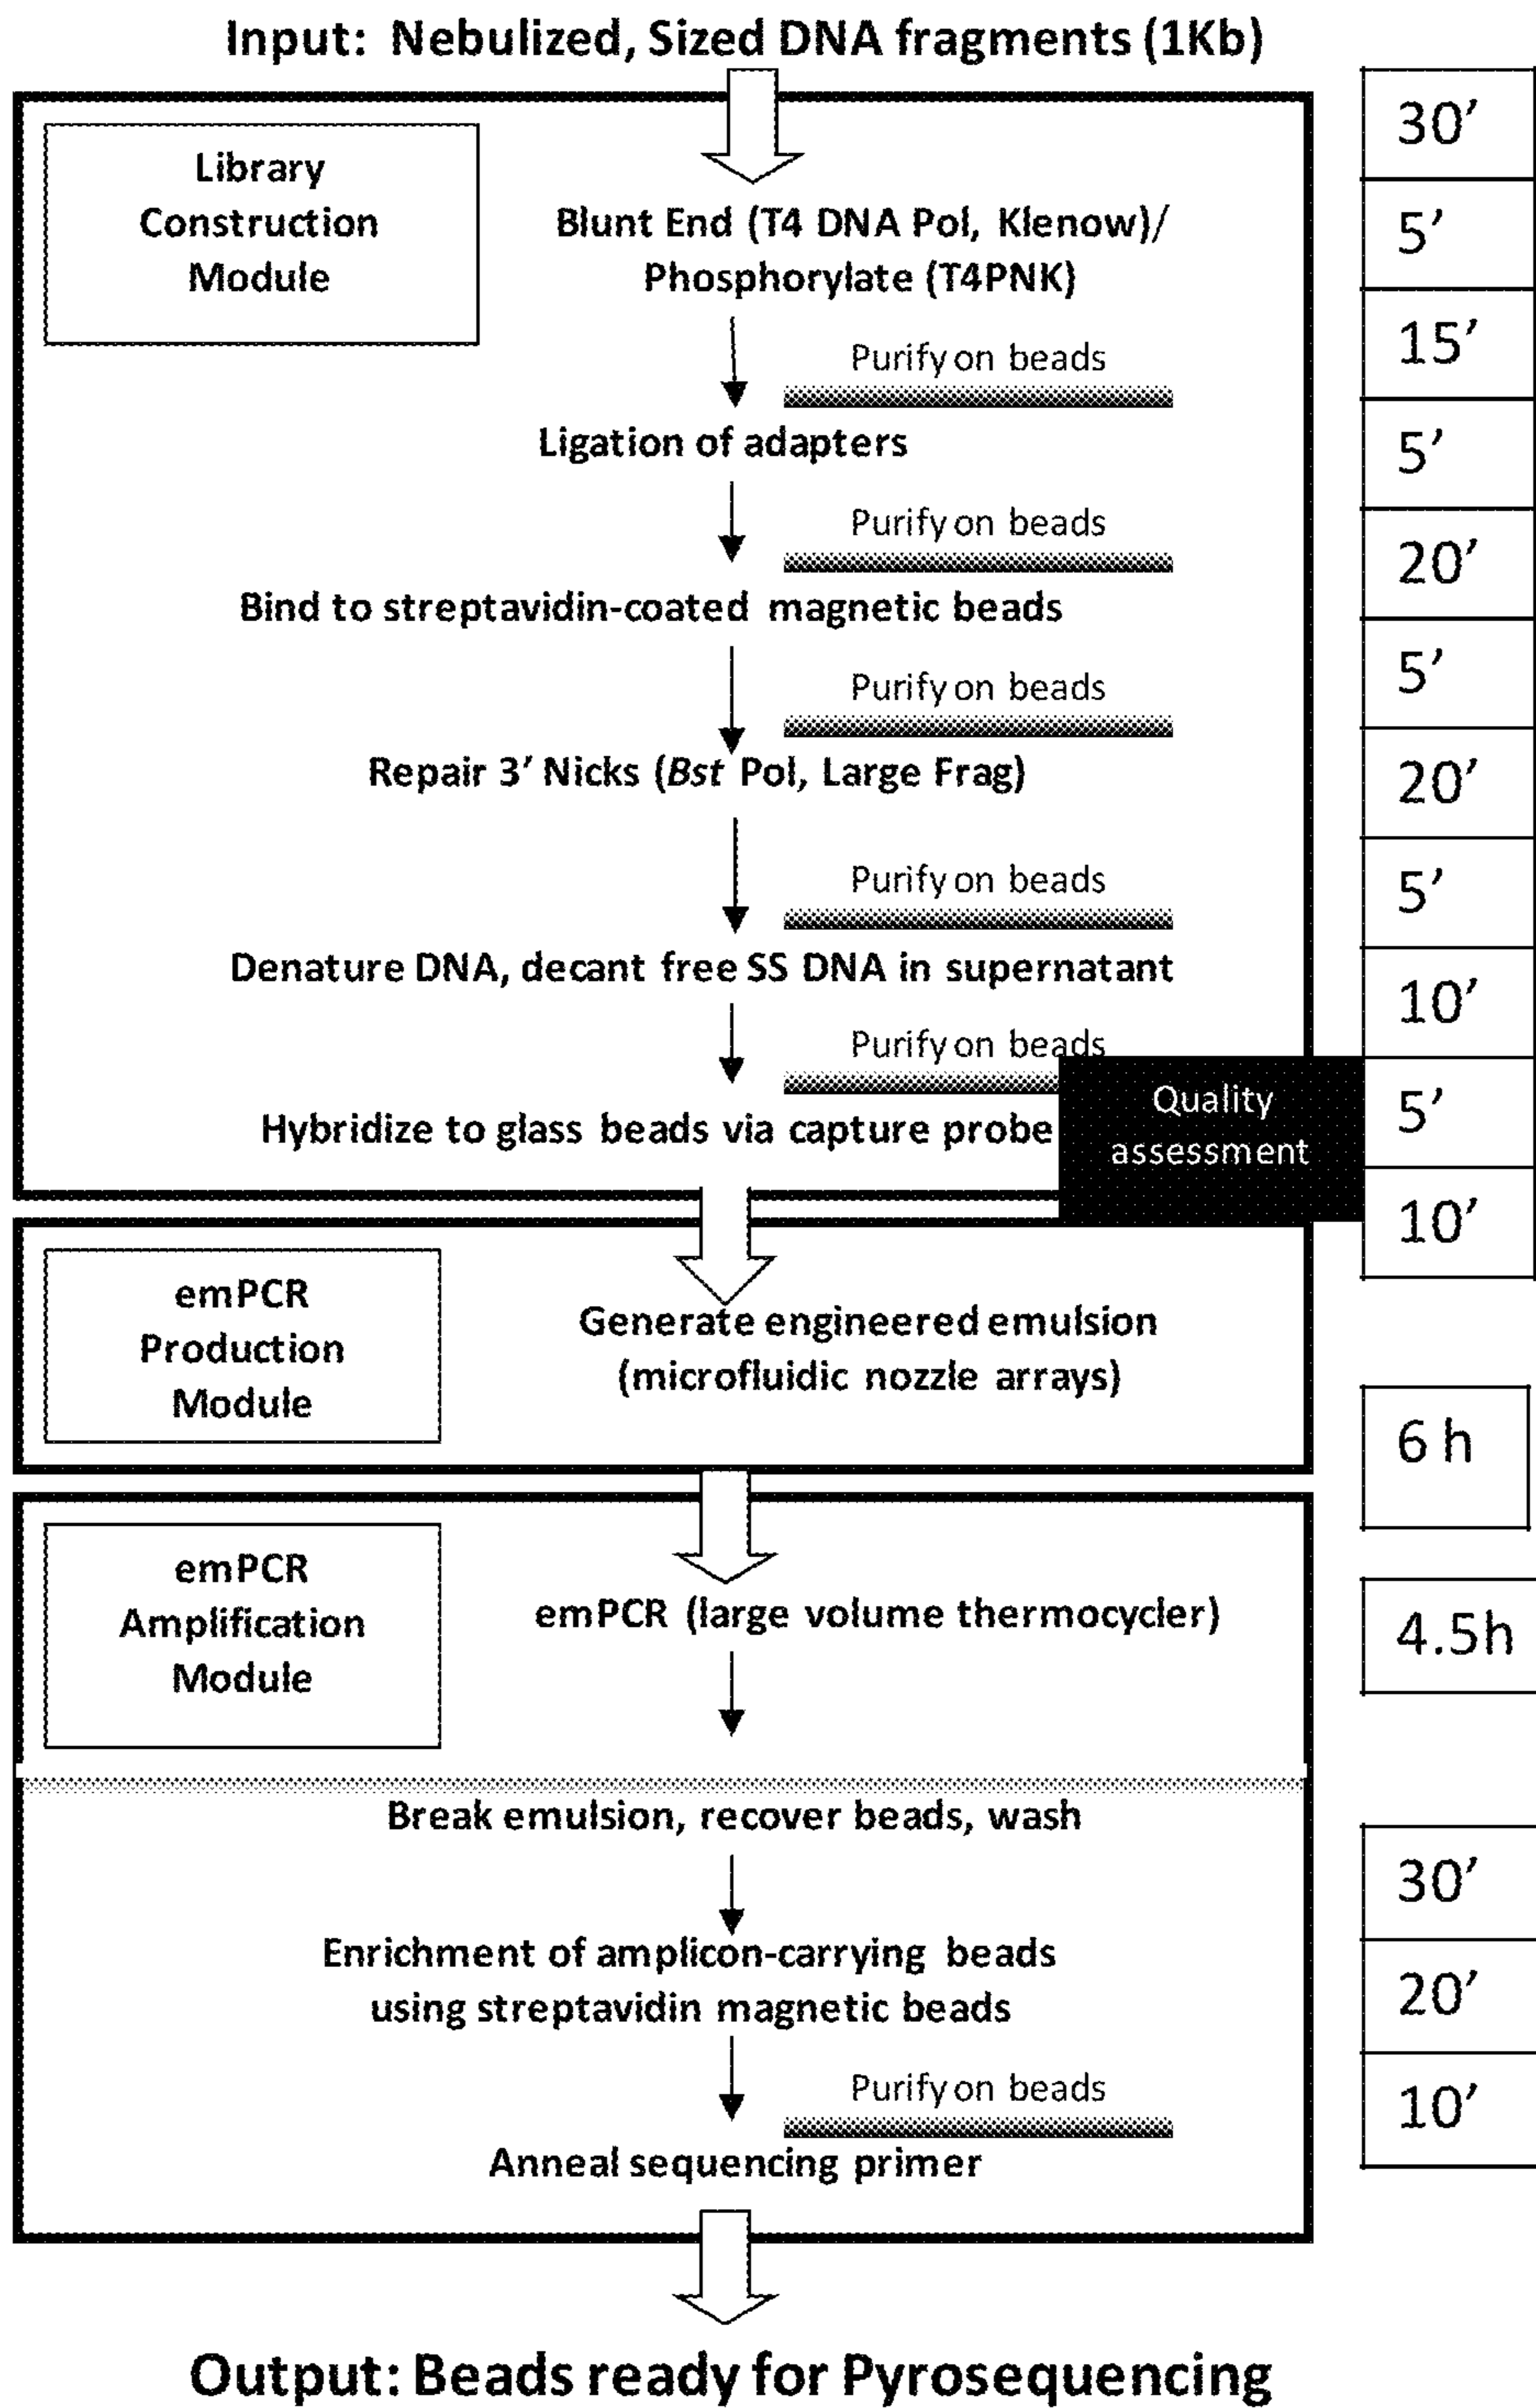 Input: Nebulized, Sized DNA fragments (1Kb)
Library
Construction
Module
Blunt End (T4 DNA Pol, Klenow)/
Phosphorylate (T4PNK)
Purify on beads
Ligation of adapters
Purify on beads
Bind to streptavidin-coated magnetic beads
Purify on beads
Repair 3' Nicks (Bst Pol, Large Frag)
Purify on beads
Denature DNA, decant free SS DNA in supernatant
Purify on beads
Hybridize to glass beads via capture probe
Quality
assessment
30'
5'
15'
5'
20'
5'
20'
5'
10'
5'
10'
emPCR
Production
Module
Generate engineered emulsion
(microfluidic nozzle arrays)
6 h
emPCR
Amplification
Module
emPCR (large volume thermocycler)
4.5h
Break emulsion, recover beads, wash
Enrichment of amplicon-carrying beads
using streptavidin magnetic beads
Purify on beads
Anneal sequencing primer
30'
20'
10'
Output: Beads ready for Pyrosequencing